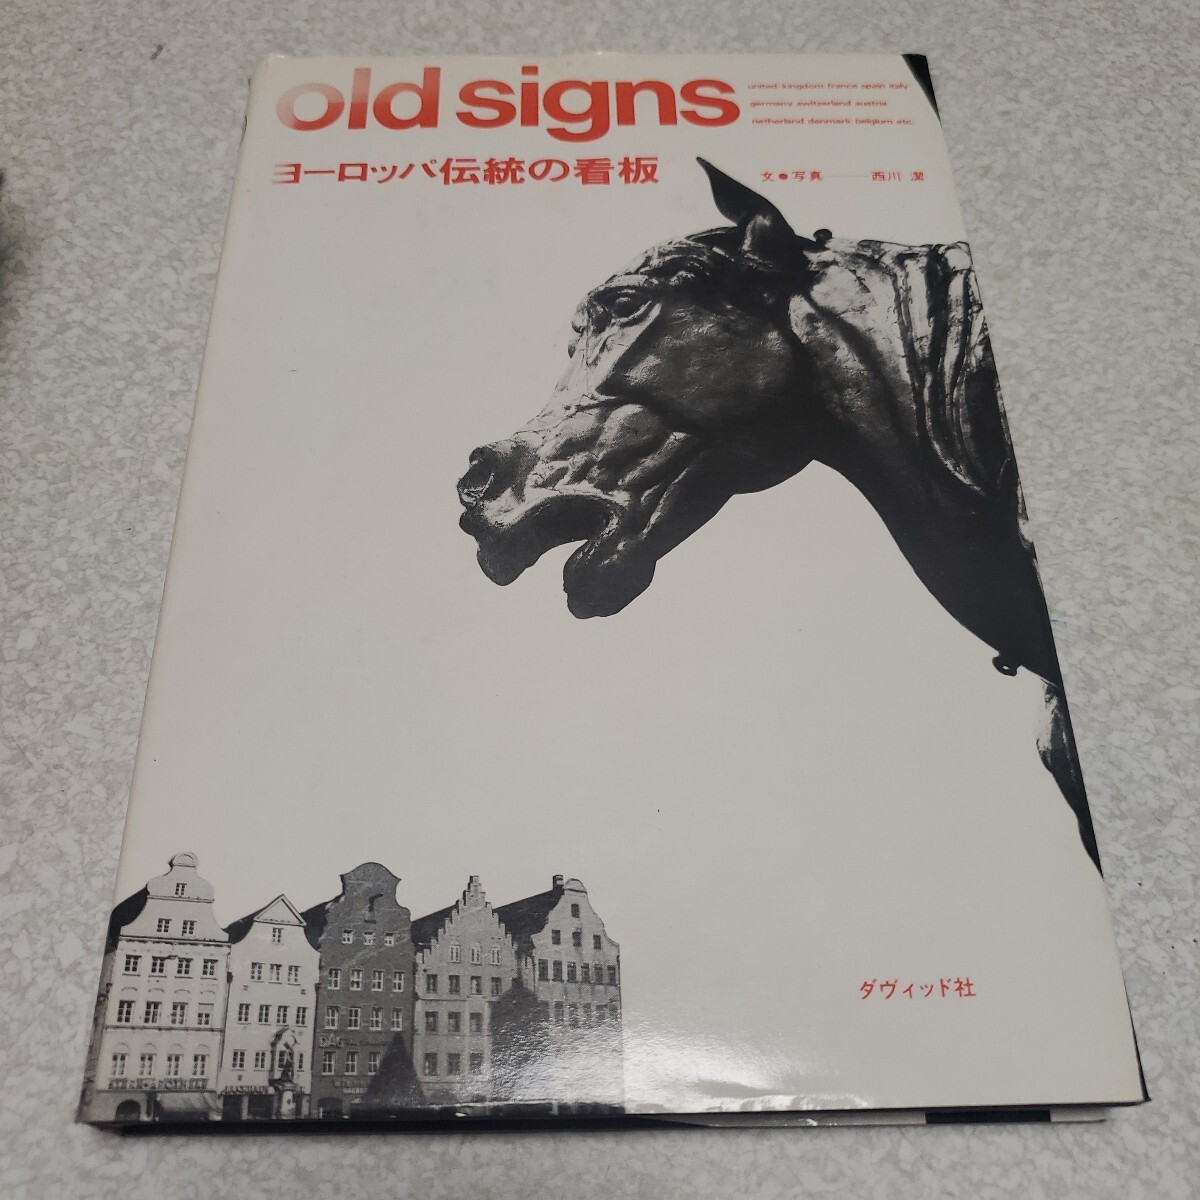 old signs
united kingdom france spain italy
germany switzerland austria
netherland danmark belgium etc.
ヨーロッパ伝統の看板
文●写真――西川 潔
ダヴィッド社